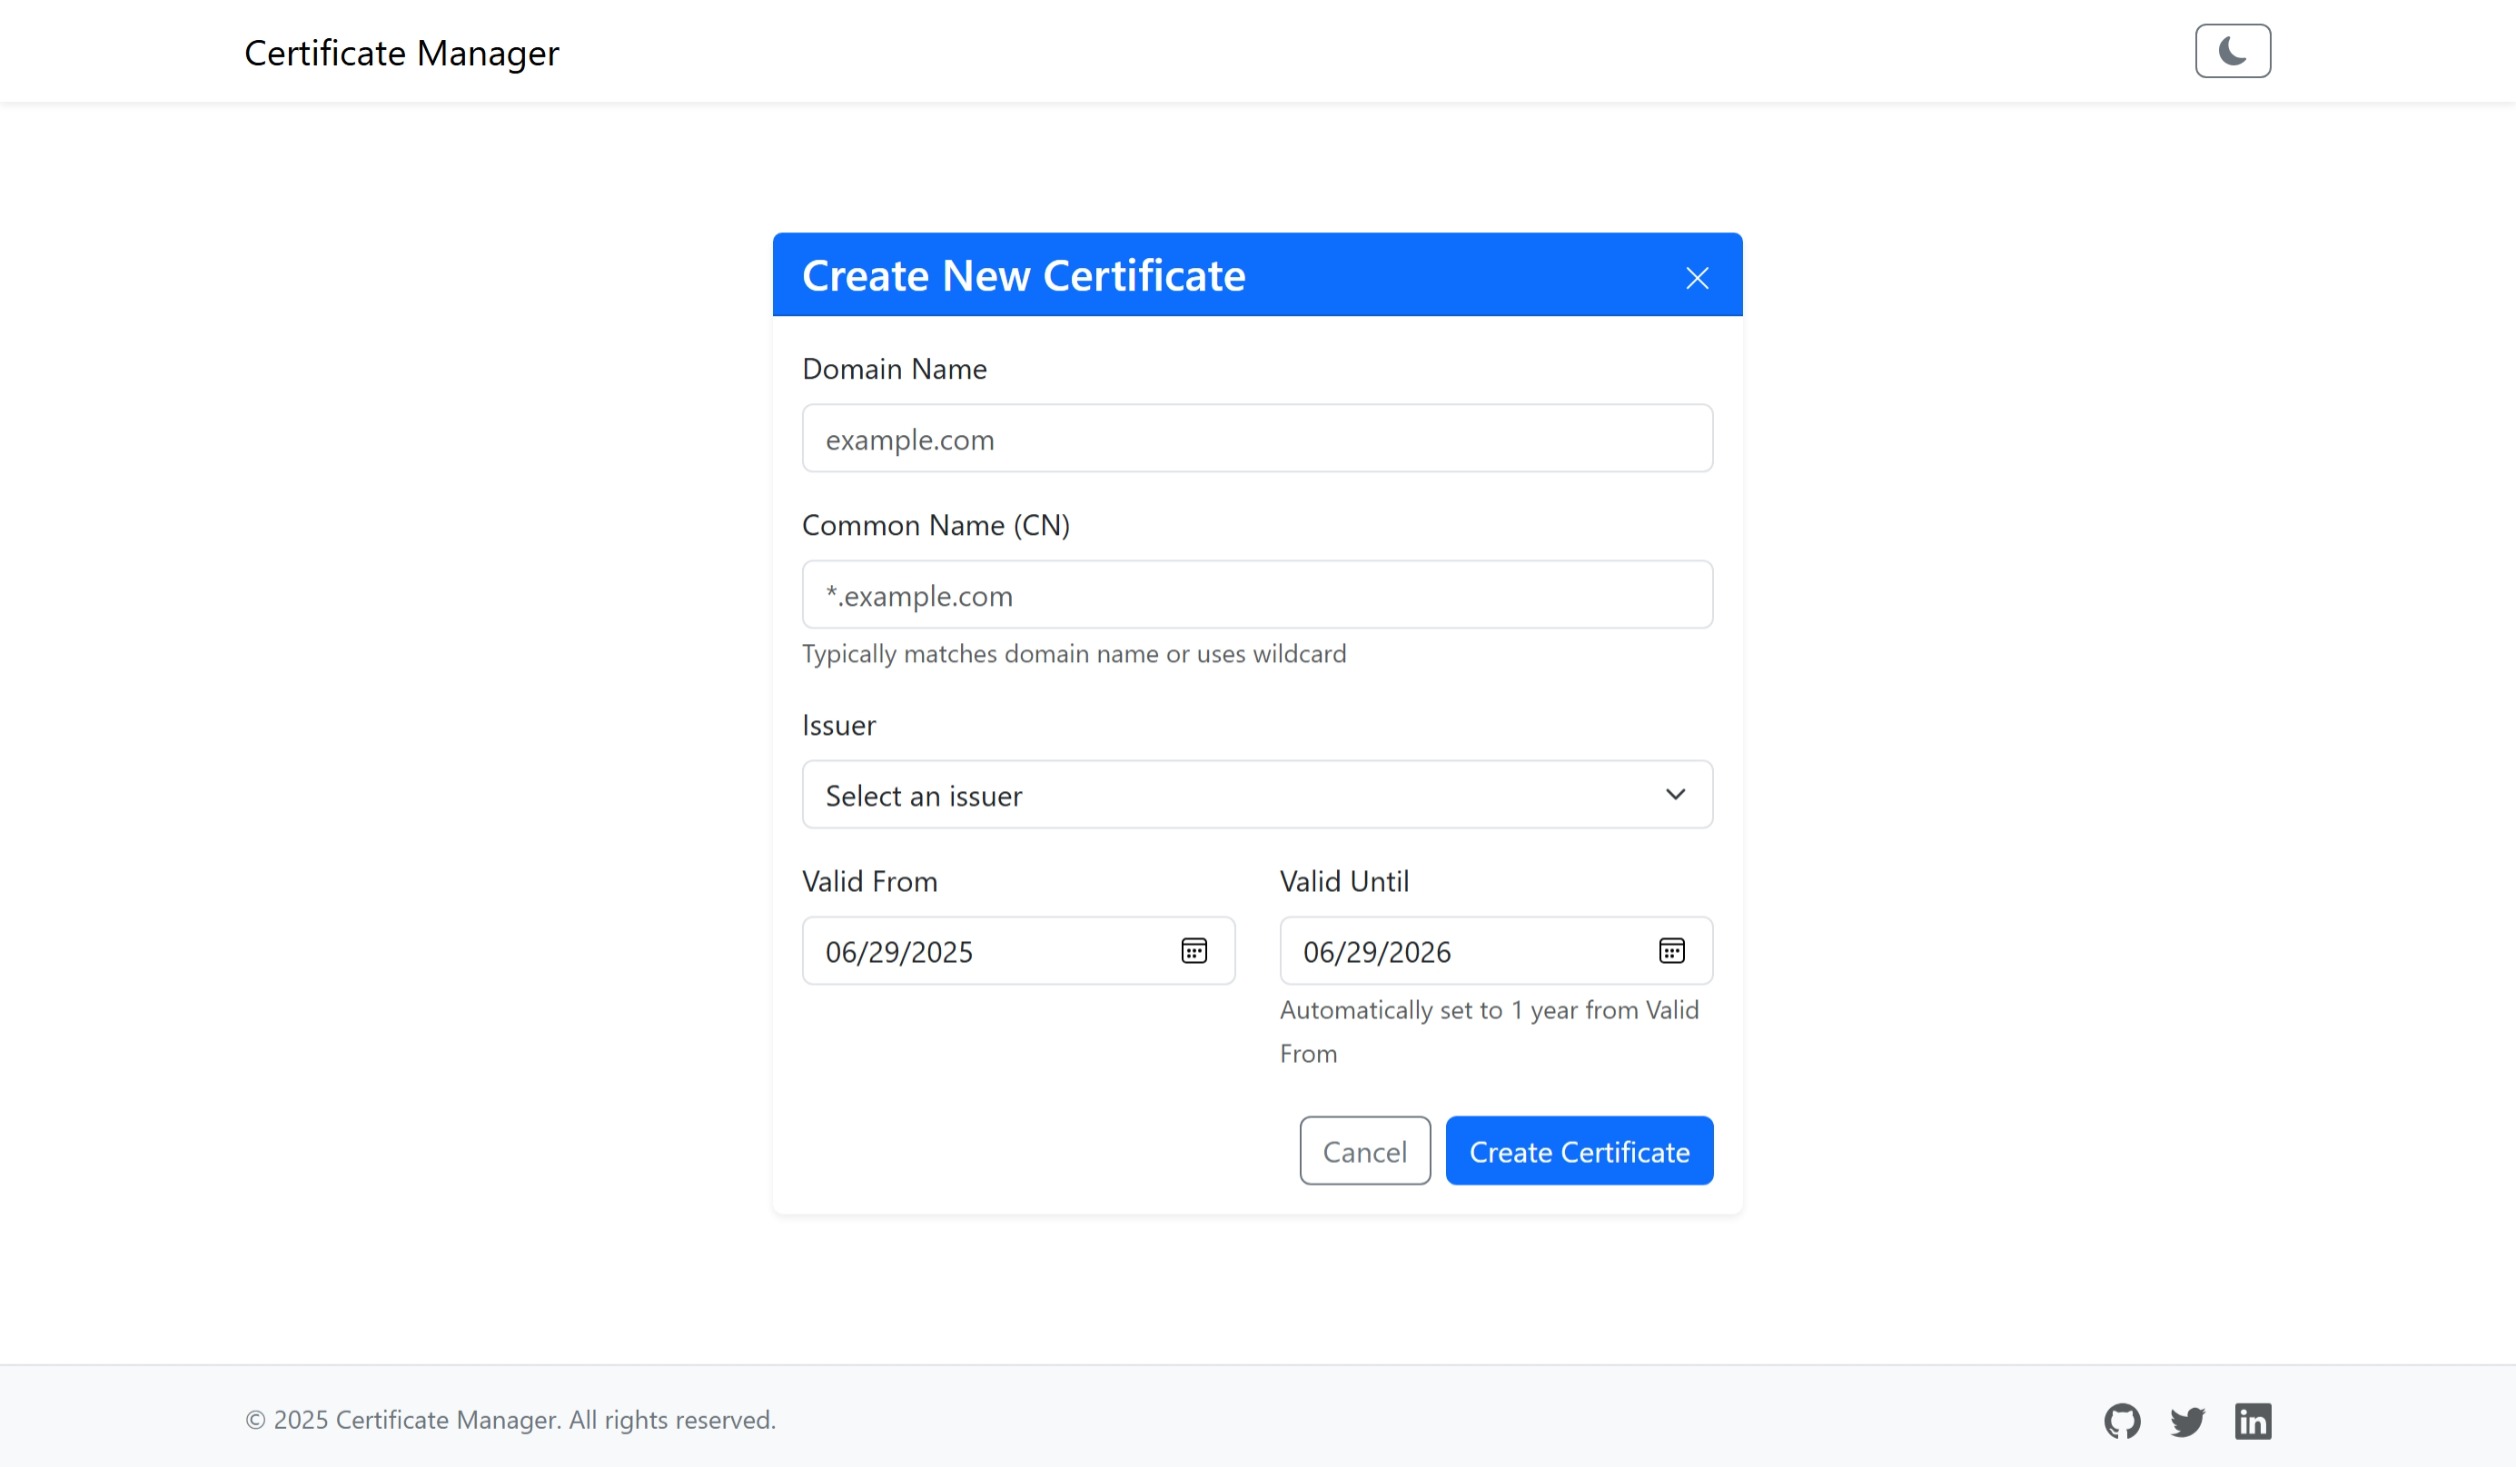 Certificate Manager
Create New Certificate
Domain Name
example.com
Common Name (CN)
*.example.com
Typically matches domain name or uses wildcard
Issuer
Select an issuer
Valid From
06/29/2025
Valid Until
06/29/2026
Automatically set to 1 year from Valid
From
Cancel
Create Certificate
© 2025 Certificate Manager. All rights reserved.
in